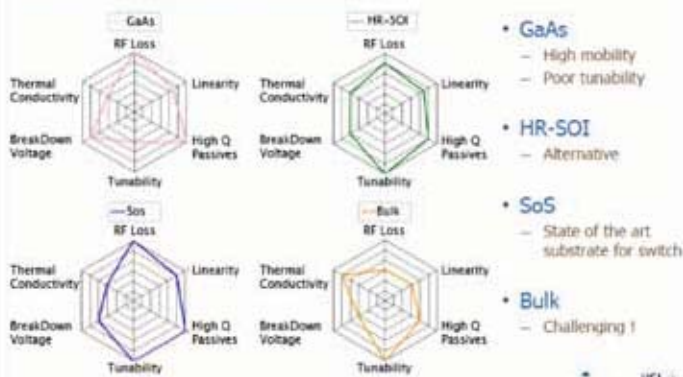 GaAs
RF Loss
Thermal
Conductivity
Linearity
BreakDown
Voltage
High Q
Passives
Tunability
HR-SOI
RF Loss
Thermal
Conductivity
Linearity
BreakDown
Voltage
High Q
Passives
Tunability
Sos
RF Loss
Thermal
Conductivity
Linearity
BreakDown
Voltage
High Q
Passives
Tunability
Bulk
RF Loss
Thermal
Conductivity
Linearity
BreakDown
Voltage
High Q
Passives
Tunability
• GaAs
– High mobility
– Poor tunability
• HR-SOI
– Alternative
• SoS
– State of the art
substrate for switch
• Bulk
– Challenging !